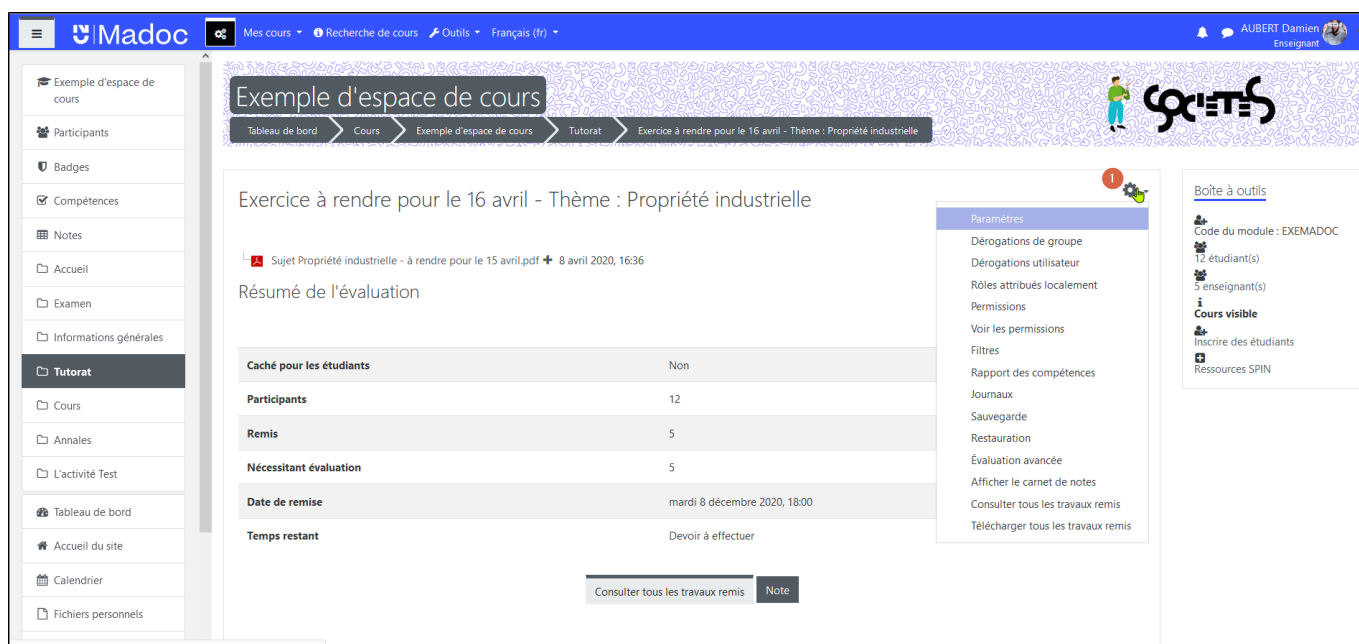 Madoc
Mes cours
Recherche de cours
Outils
Français (fr)
AUBERT Damien
Enseignant
Exemple d'espace de
cours
Participants
Badges
Compétences
Notes
Accueil
Examen
Informations générales
Tutorat
Cours
Annales
L'activité Test
Tableau de bord
Accueil du site
Calendrier
Fichiers personnels
Exemple d'espace de cours
SOCIETES
Tableau de bord
Cours
Exemple d'espace de cours
Tutorat
Exercice à rendre pour le 16 avril - Thème : Propriété industrielle
Exercice à rendre pour le 16 avril - Thème : Propriété industrielle
1
Sujet Propriété industrielle - à rendre pour le 15 avril.pdf 8 avril 2020, 16:36
Résumé de l'évaluation
Caché pour les étudiants Non
Participants 12
Remis 5
Nécessitant évaluation 5
Date de remise mardi 8 décembre 2020, 18:00
Temps restant Devoir à effectuer
Consulter tous les travaux remis
Note
Paramètres
Dérogations de groupe
Dérogations utilisateur
Rôles attribués localement
Permissions
Voir les permissions
Filtres
Rapport des compétences
Journaux
Sauvegarde
Restauration
Évaluation avancée
Afficher le carnet de notes
Consulter tous les travaux remis
Télécharger tous les travaux remis
Boîte à outils
Code du module : EXEMADOC
12 étudiant(s)
5 enseignant(s)
Cours visible
Inscrire des étudiants
Ressources SPIN